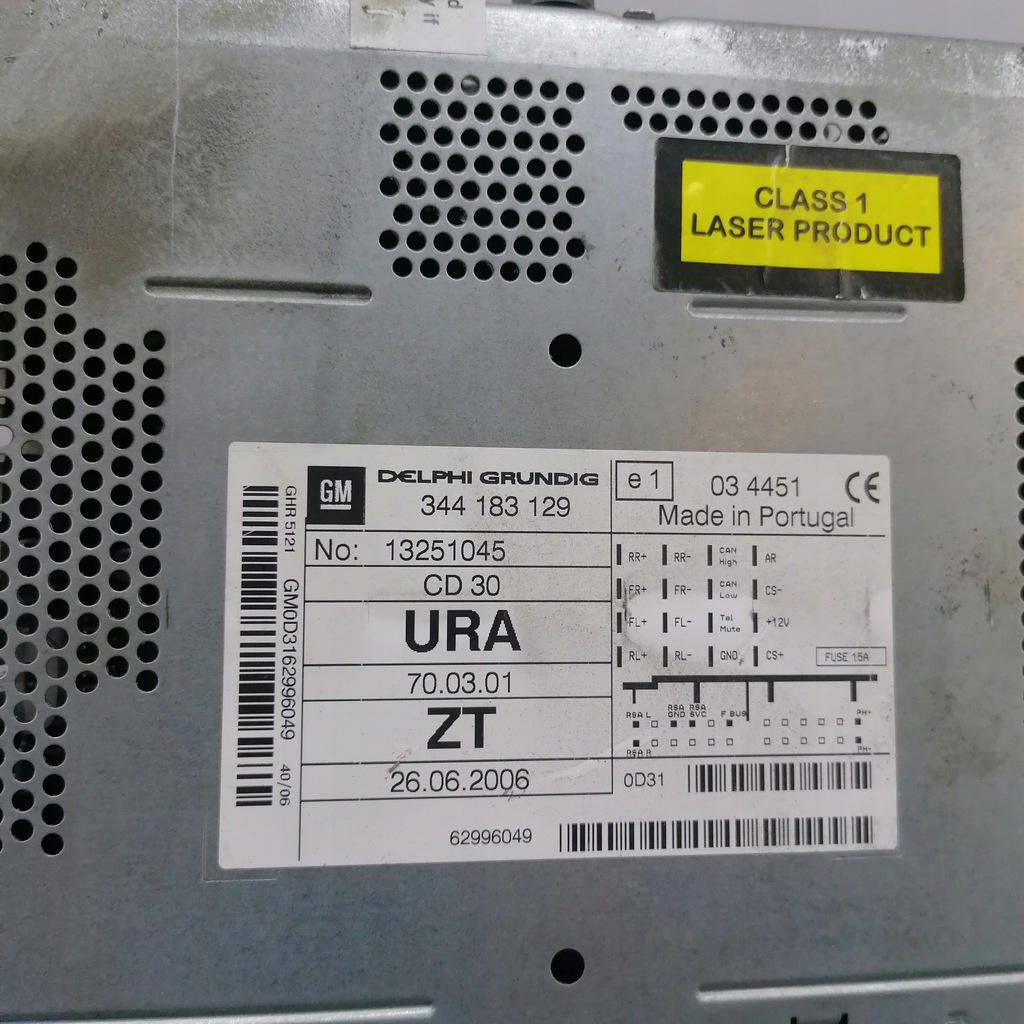 d
y if
CLASS 1
LASER PRODUCT
GHR 5121 GM0D3162996049 40/06
GM
DELPHI GRUNDIG
344 183 129
No: 13251045
CD 30
URA
70.03.01
ZT
26.06.2006
e1 03 4451 CE
Made in Portugal
RR+ RR- CAN High AR
FR+ FR- CAN Low CS-
FL+ FL- Tel Mute +12V
RL+ RL- GND CS+ FUSE 15A
RSA L RSA GND RSA SVC F BUS PH+
RSA R PH-
0D31
62996049